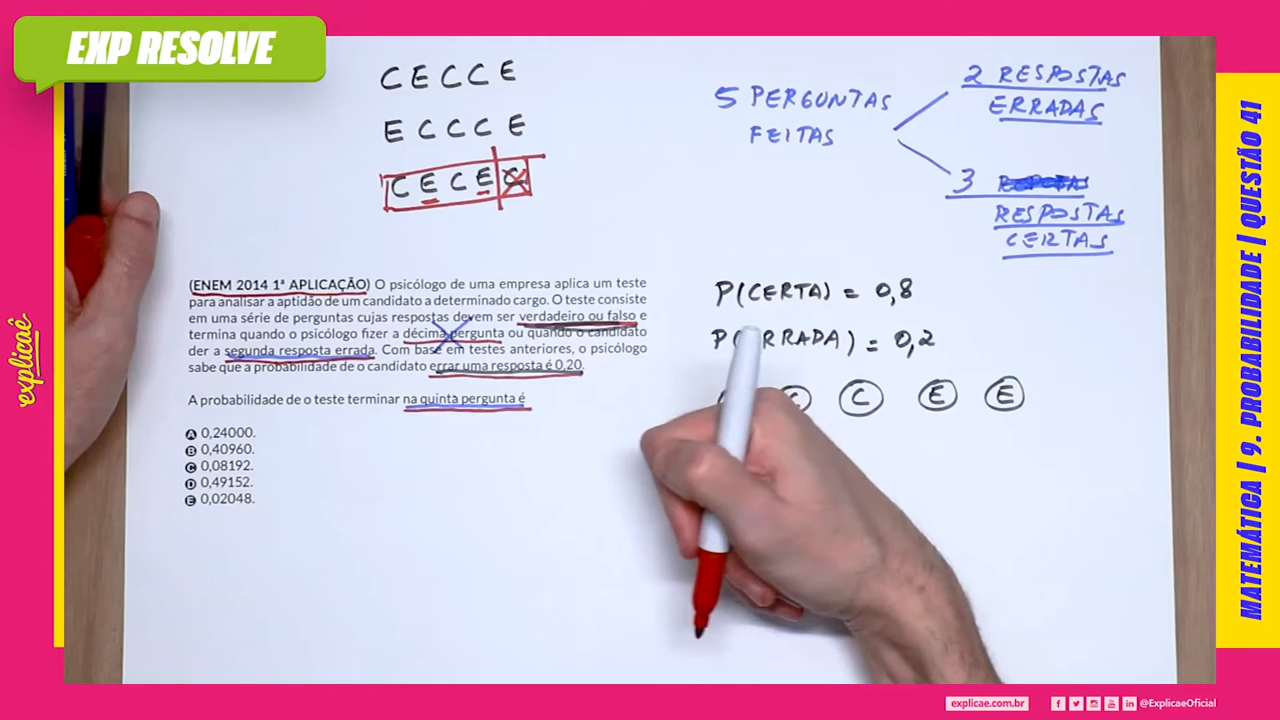 EXP RESOLVE
C E C C E
E C C C E
C E C E C
5 PERGUNTAS
FEITAS
2 RESPOSTAS
ERRADAS
3
RESPOSTAS
CERTAS
(ENEM 2014 1ª APLICAÇÃO) O psicólogo de uma empresa aplica um teste
para analisar a aptidão de um candidato a determinado cargo. O teste consiste
em uma série de perguntas cujas respostas devem ser verdadeiro ou falso e
termina quando o psicólogo fizer a décima pergunta ou quando o candidato
der a segunda resposta errada. Com base em testes anteriores, o psicólogo
sabe que a probabilidade de o candidato errar uma resposta é 0,20.
A probabilidade de o teste terminar na quinta pergunta é
A 0,24000.
B 0,40960.
C 0,08192.
D 0,49152.
E 0,02048.
P(CERTA) = 0,8
P( RRADA) = 0,2
C C E E
explicaê
MATEMÁTICA | 9. PROBABILIDADE | QUESTÃO 41
explicae.com.br
@ExplicaeOficial